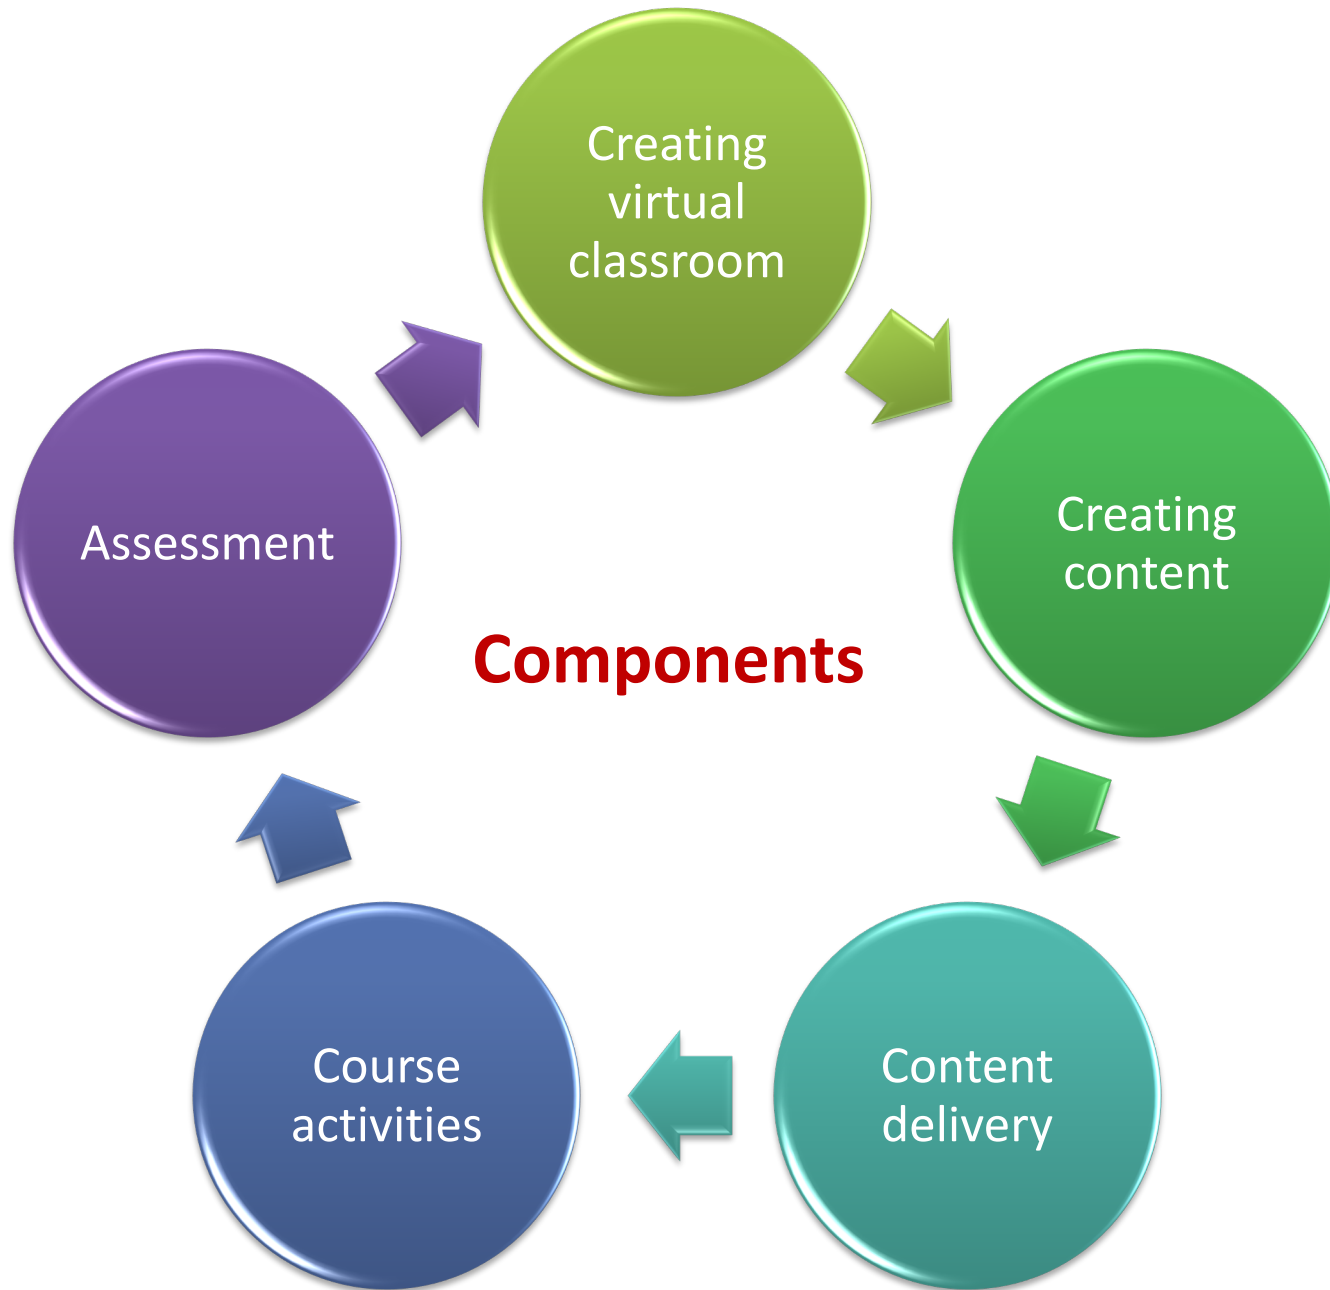 Creating
virtual
classroom
Creating
content
Content
delivery
Course
activities
Assessment
Components